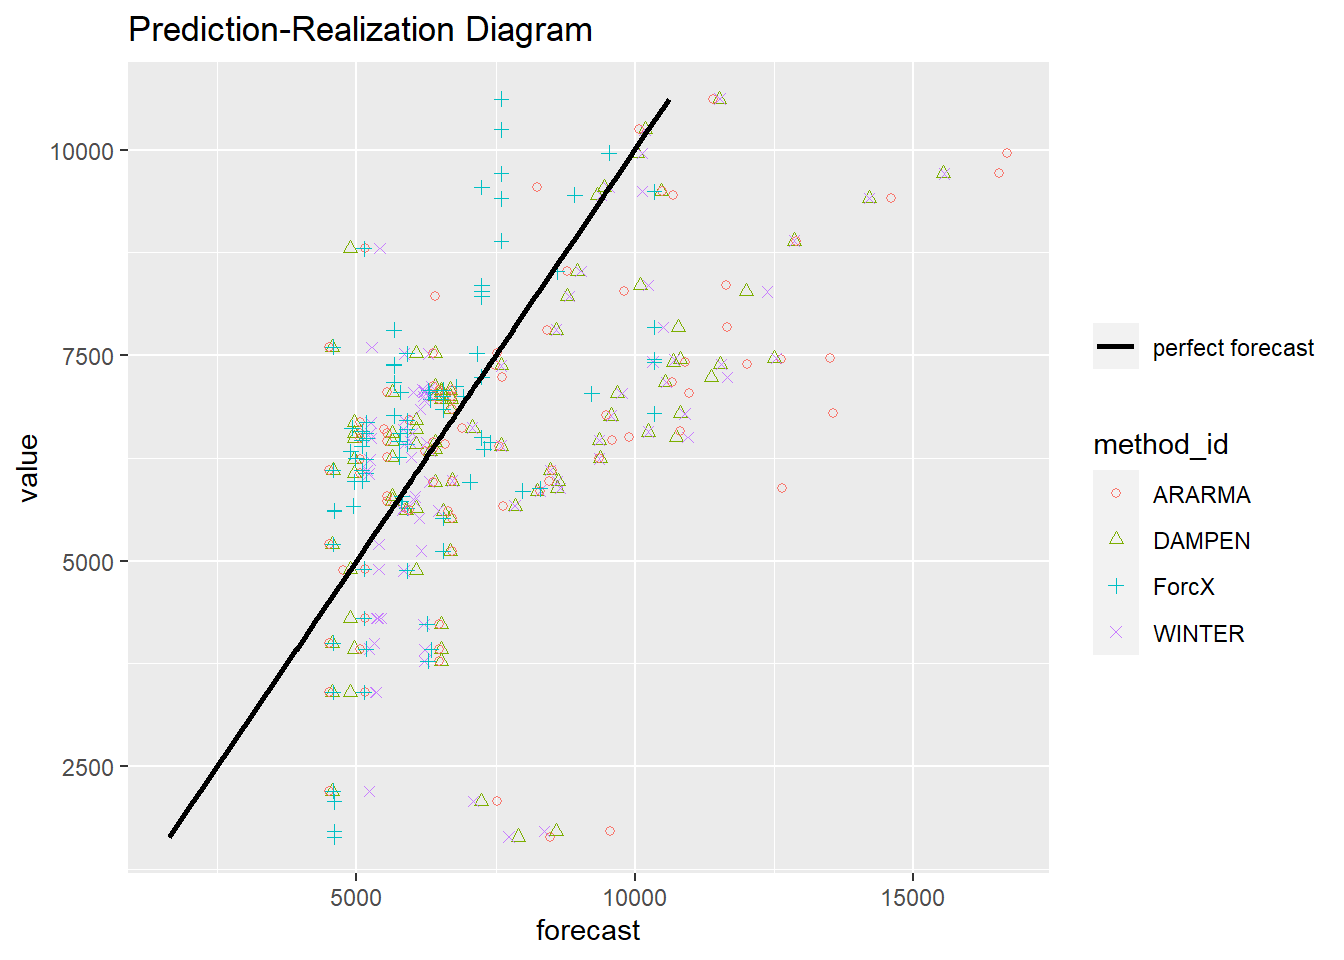 Prediction-Realization Diagram
10000
7500
5000
2500
value
5000
10000
15000
forecast
perfect forecast
method_id
ARARMA
DAMPEN
ForcX
WINTER